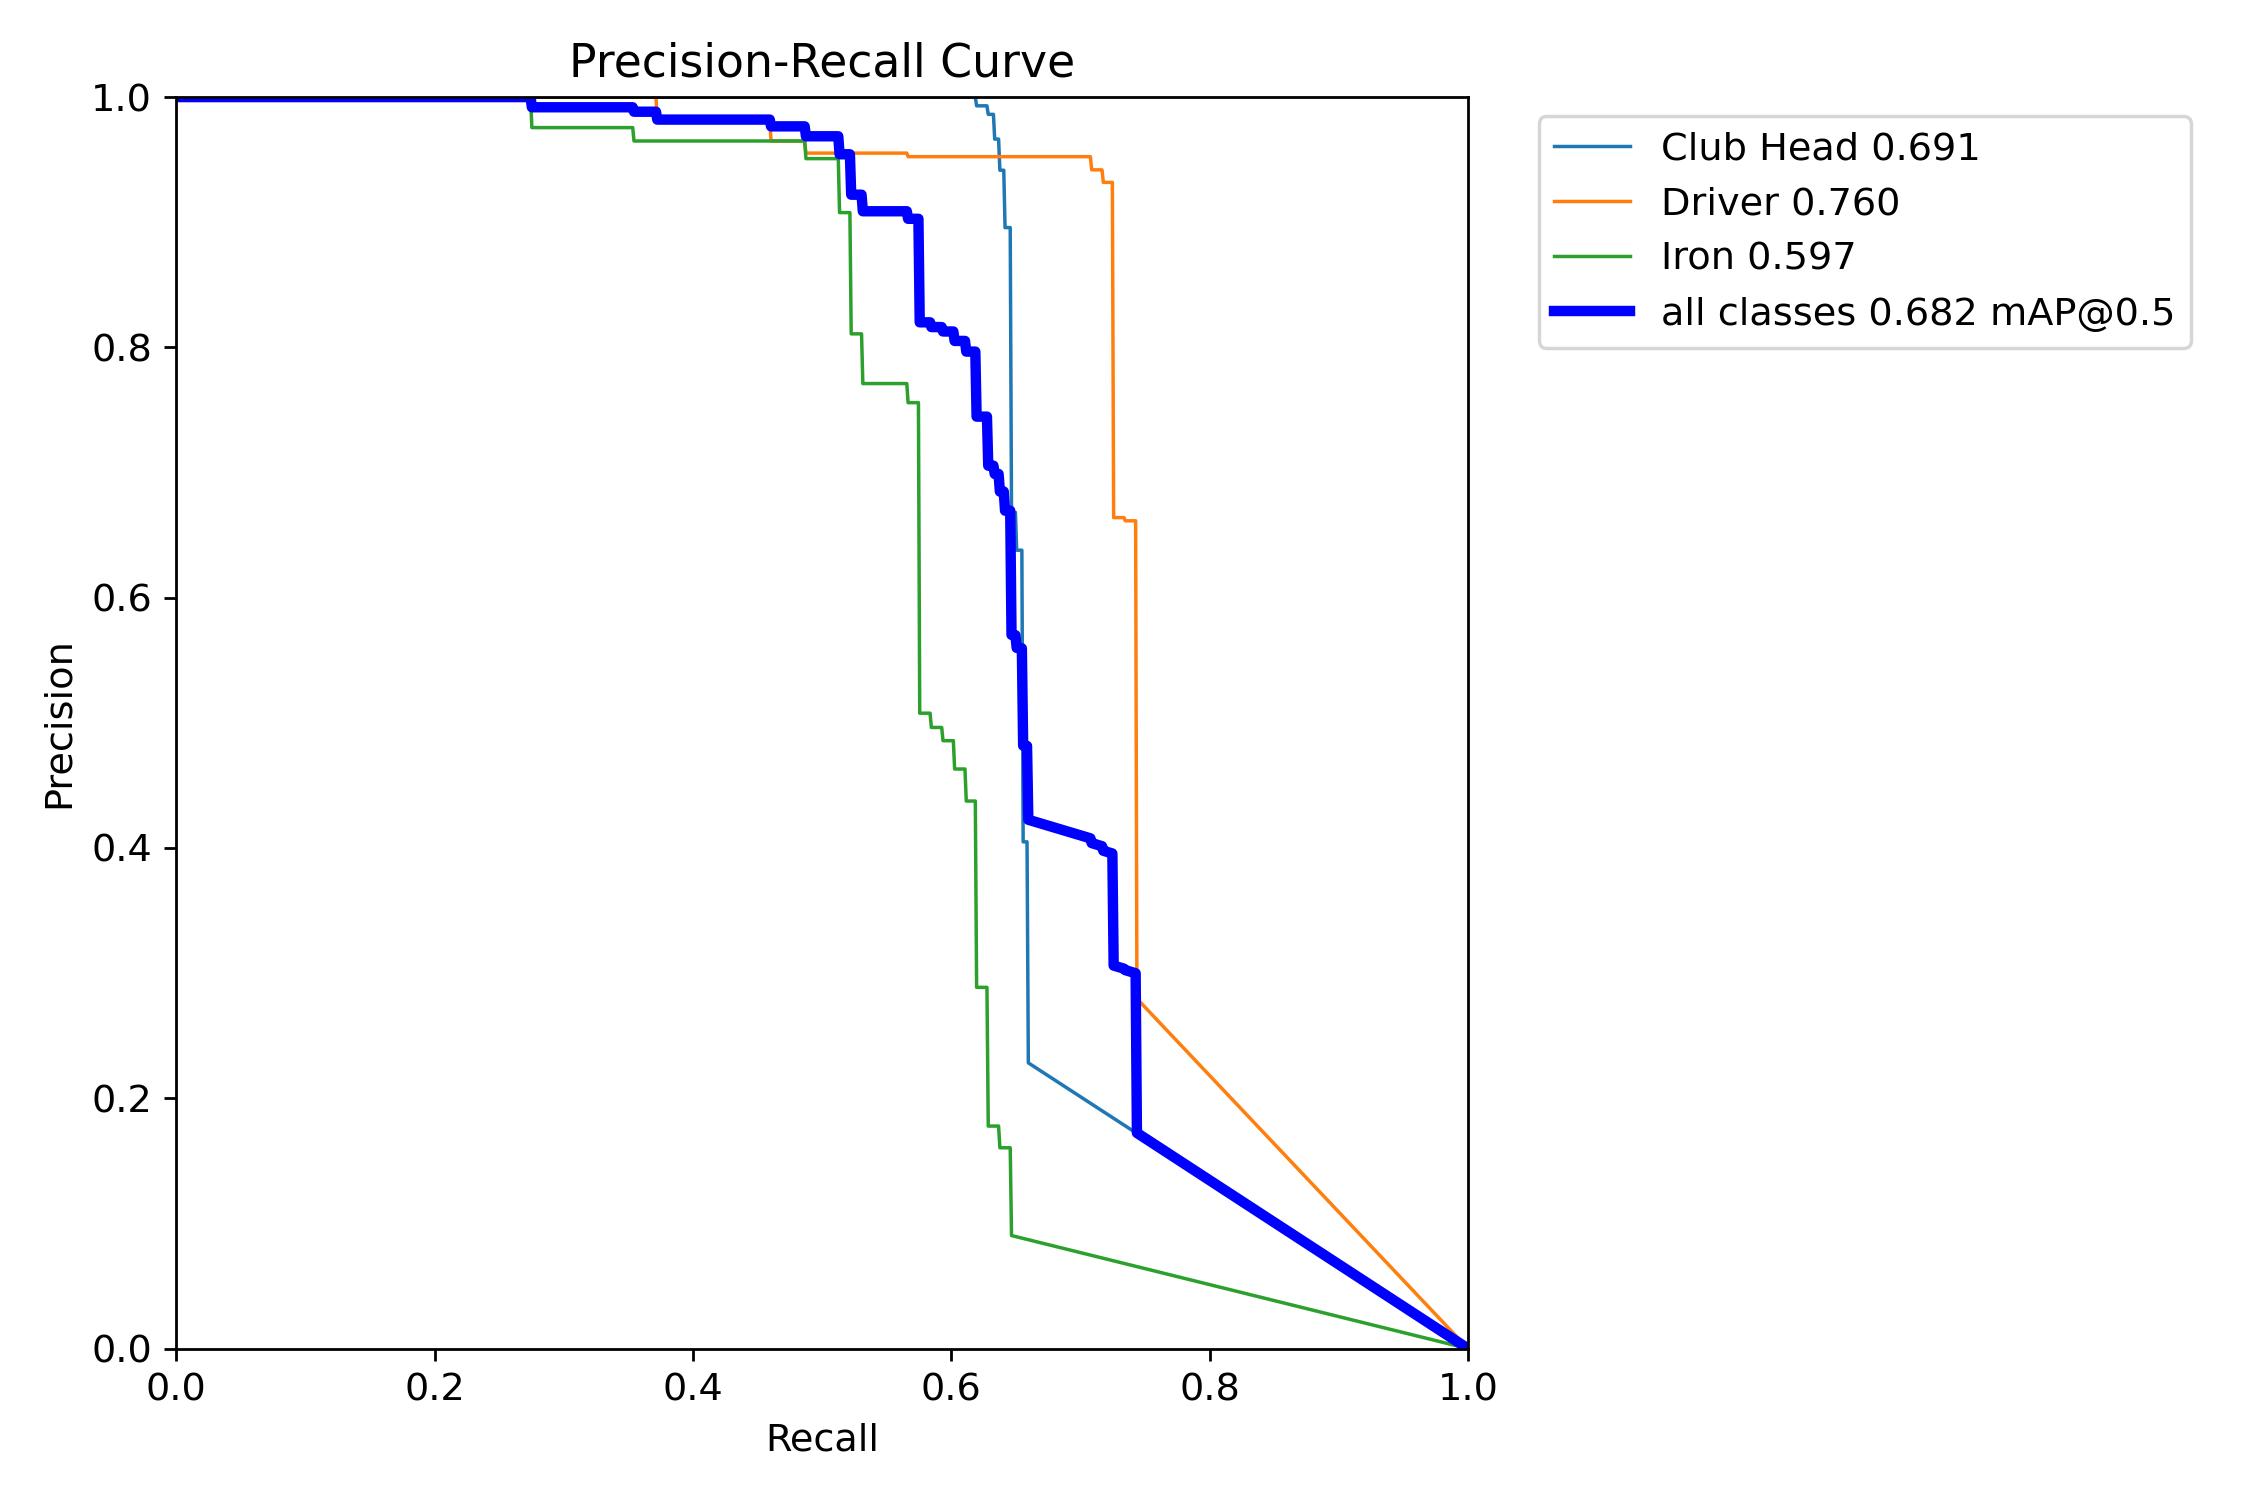 Precision-Recall Curve
1.0
0.8
0.6
0.4
0.2
0.0
Precision
0.0 0.2 0.4 0.6 0.8 1.0
Recall
Club Head 0.691
Driver 0.760
Iron 0.597
all classes 0.682 mAP@0.5